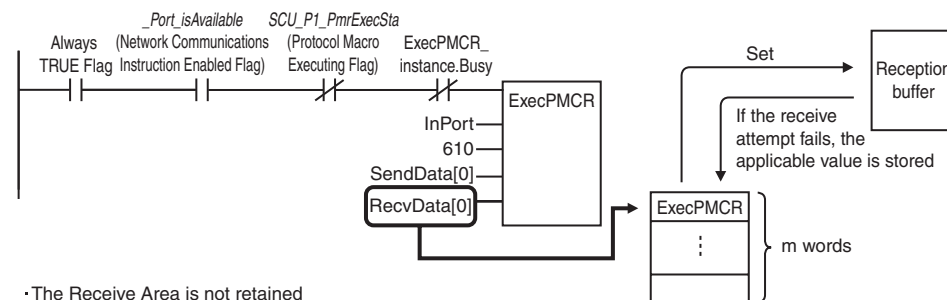 _Port_isAvailable
SCU_P1_PmrExecSta
Always
(Network Communications
(Protocol Macro
ExecPMCR_
TRUE Flag
Instruction Enabled Flag)
Executing Flag)
instance.Busy
ExecPMCR
InPort
610
SendData[0]
RecvData[0]
Set
Reception
buffer
If the receive
attempt fails, the
applicable value is stored
ExecPMCR
m words
·The Receive Area is not retained